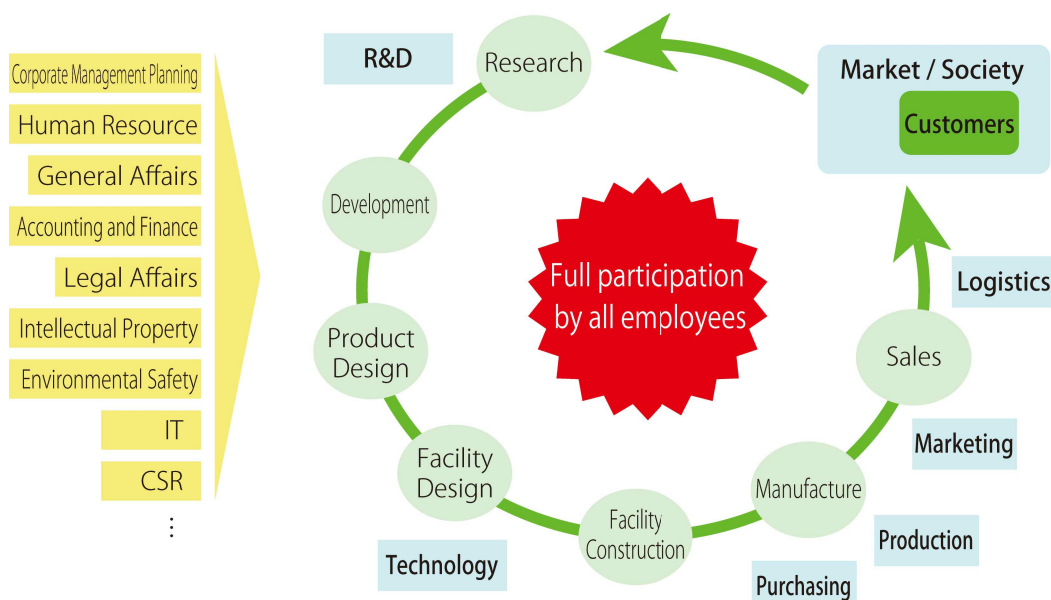 Corporate Management Planning
Human Resource
General Affairs
Accounting and Finance
Legal Affairs
Intellectual Property
Environmental Safety
IT
CSR
⋮
R&D
Research
Market / Society
Customers
Development
Full participation
by all employees
Logistics
Product
Design
Sales
Marketing
Facility
Design
Manufacture
Facility
Construction
Production
Technology
Purchasing